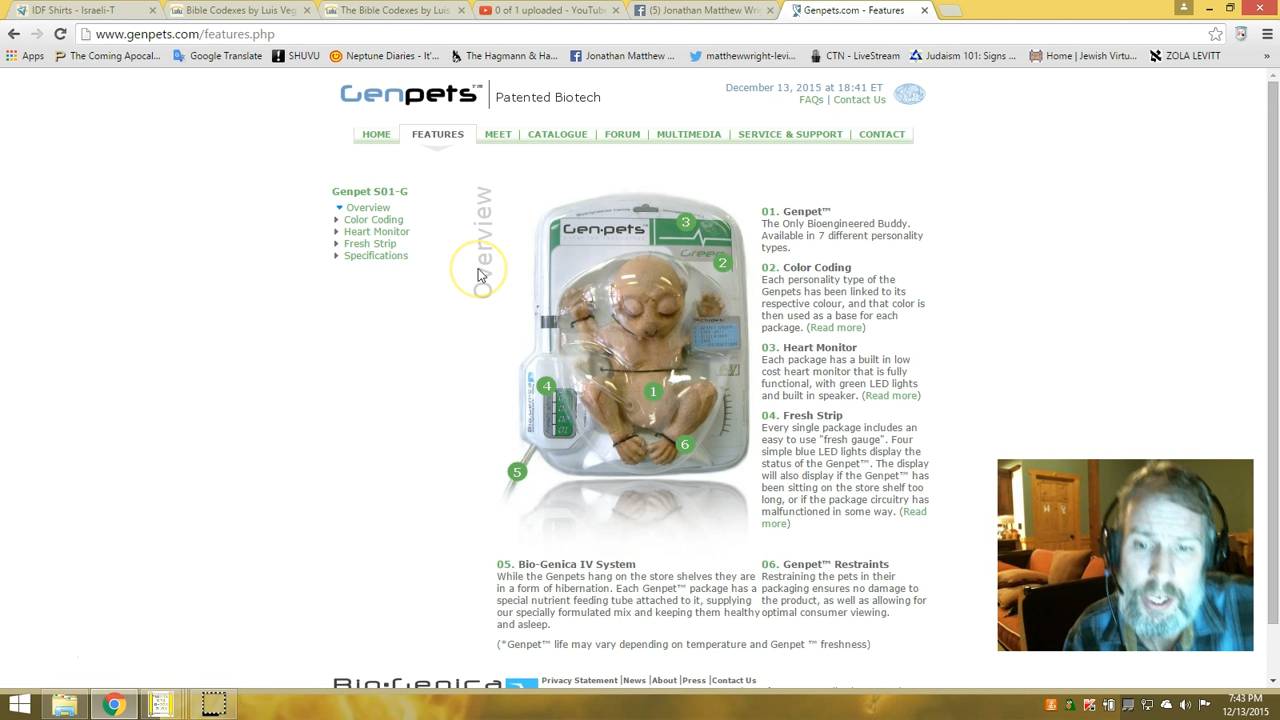 IDF Shirts - Israeli-T
Bible Codexes by Luis Veg
The Bible Codexes by Luis
0 of 1 uploaded - YouTub
(5) Jonathan Matthew Wr
Genpets.com - Features
www.genpets.com/features.php
Apps
The Coming Apocal...
Google Translate
SHUVU
Neptune Diaries - It'...
The Hagmann & H...
Jonathan Matthew ...
matthewwright-levi...
CTN – Livestream
Judaism 101: Signs ...
Home | Jewish Virtu...
ZOLA LEVITT
»
Genpets™ Patented Biotech
December 13, 2015 at 18:41 ET
FAQs | Contact Us
HOME FEATURES MEET | CATALOGUE | FORUM | MULTIMEDIA | SERVICE & SUPPORT | CONTACT
Genpet S01-G
Overview
Color Coding
Heart Monitor
Fresh Strip
Specifications
Overview
Gen-pets™
Green
3
2
4
1
6
5
01. Genpet™
The Only Bioengineered Buddy.
Available in 7 different personality
types.
02. Color Coding
Each personality type of the
Genpets has been linked to its
respective colour, and that color is
then used as a base for each
package. (Read more)
03. Heart Monitor
Each package has a built in low
cost heart monitor that is fully
functional, with green LED lights
and built in speaker. (Read more)
04. Fresh Strip
Every single package includes an
easy to use "fresh gauge". Four
simple blue LED lights display the
status of the Genpet™. The display
will also display if the Genpet™ has
been sitting on the store shelf too
long, or if the package circuitry has
malfunctioned in some way. (Read
more)
05. Bio-Genica IV System
While the Genpets hang on the store shelves they are
in a form of hibernation. Each Genpet™ package has a
special nutrient feeding tube attached to it, supplying
our specially formulated mix and keeping them healthy
and asleep.
06. Genpet™ Restraints
Restraining the pets in their
packaging ensures no damage to
the product, as well as allowing for
optimal consumer viewing.
(*Genpet™ life may vary depending on temperature and Genpet ™ freshness)
Bio-Genica
Privacy Statement |News |About |Press |Contact Us
7:43 PM
12/13/2015